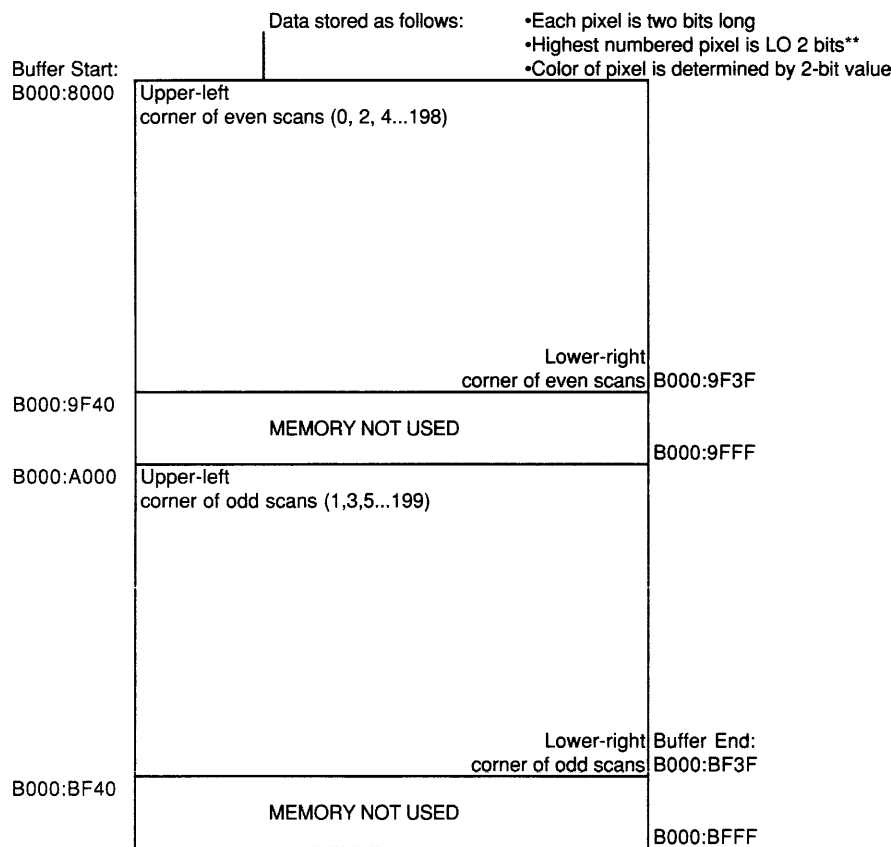 Data stored as follows: •Each pixel is two bits long
•Highest numbered pixel is LO 2 bits**
Buffer Start: •Color of pixel is determined by 2-bit value
B000:8000 Upper-left
corner of even scans (0, 2, 4...198)
Lower-right
corner of even scans B000:9F3F
B000:9F40
MEMORY NOT USED
B000:9FFF
B000:A000 Upper-left
corner of odd scans (1,3,5...199)
Lower-right Buffer End:
corner of odd scans B000:BF3F
B000:BF40
MEMORY NOT USED
B000:BFFF